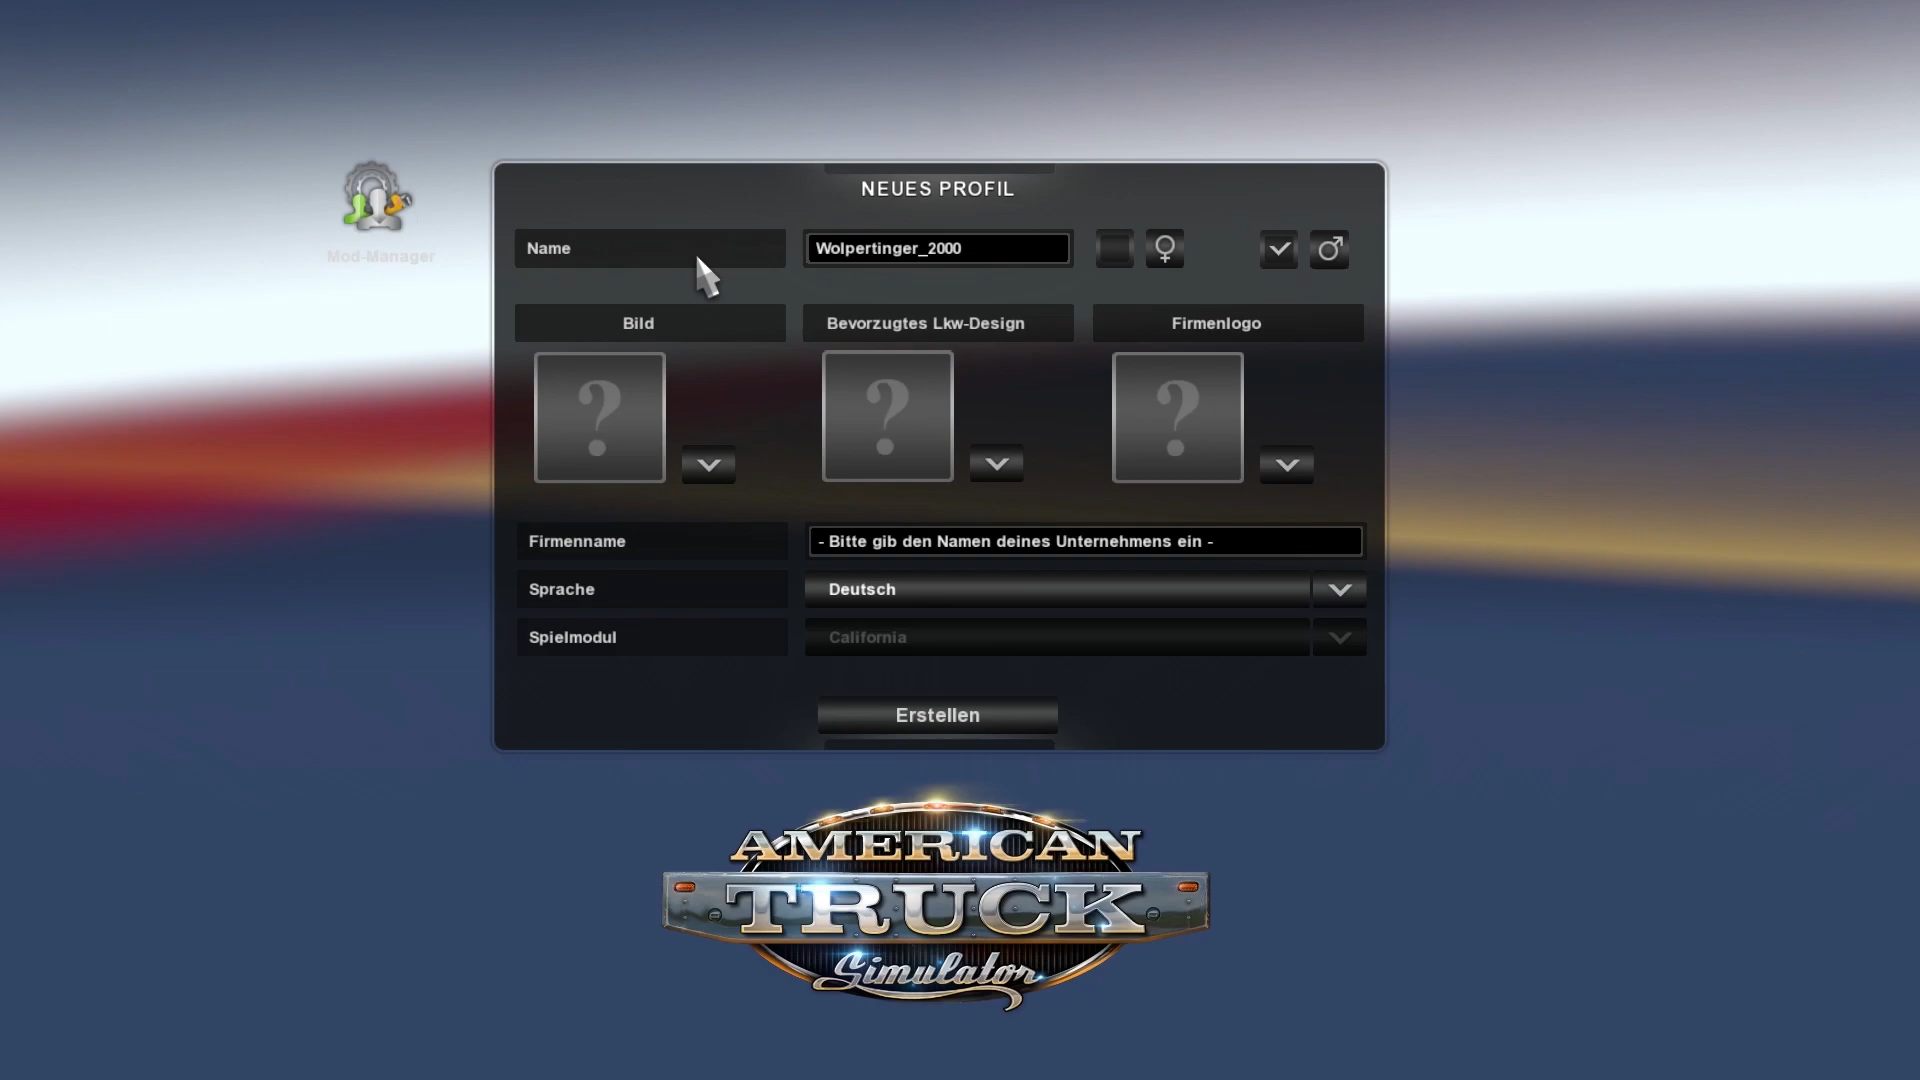 NEUES PROFIL
Mod-Manager
Name
Wolpertinger_2000
Bild
Bevorzugtes Lkw-Design
Firmenlogo
?
?
?
Firmenname
- Bitte gib den Namen deines Unternehmens ein -
Sprache
Deutsch
Spielmodul
California
Erstellen
AMERICAN
TRUCK
Simulator